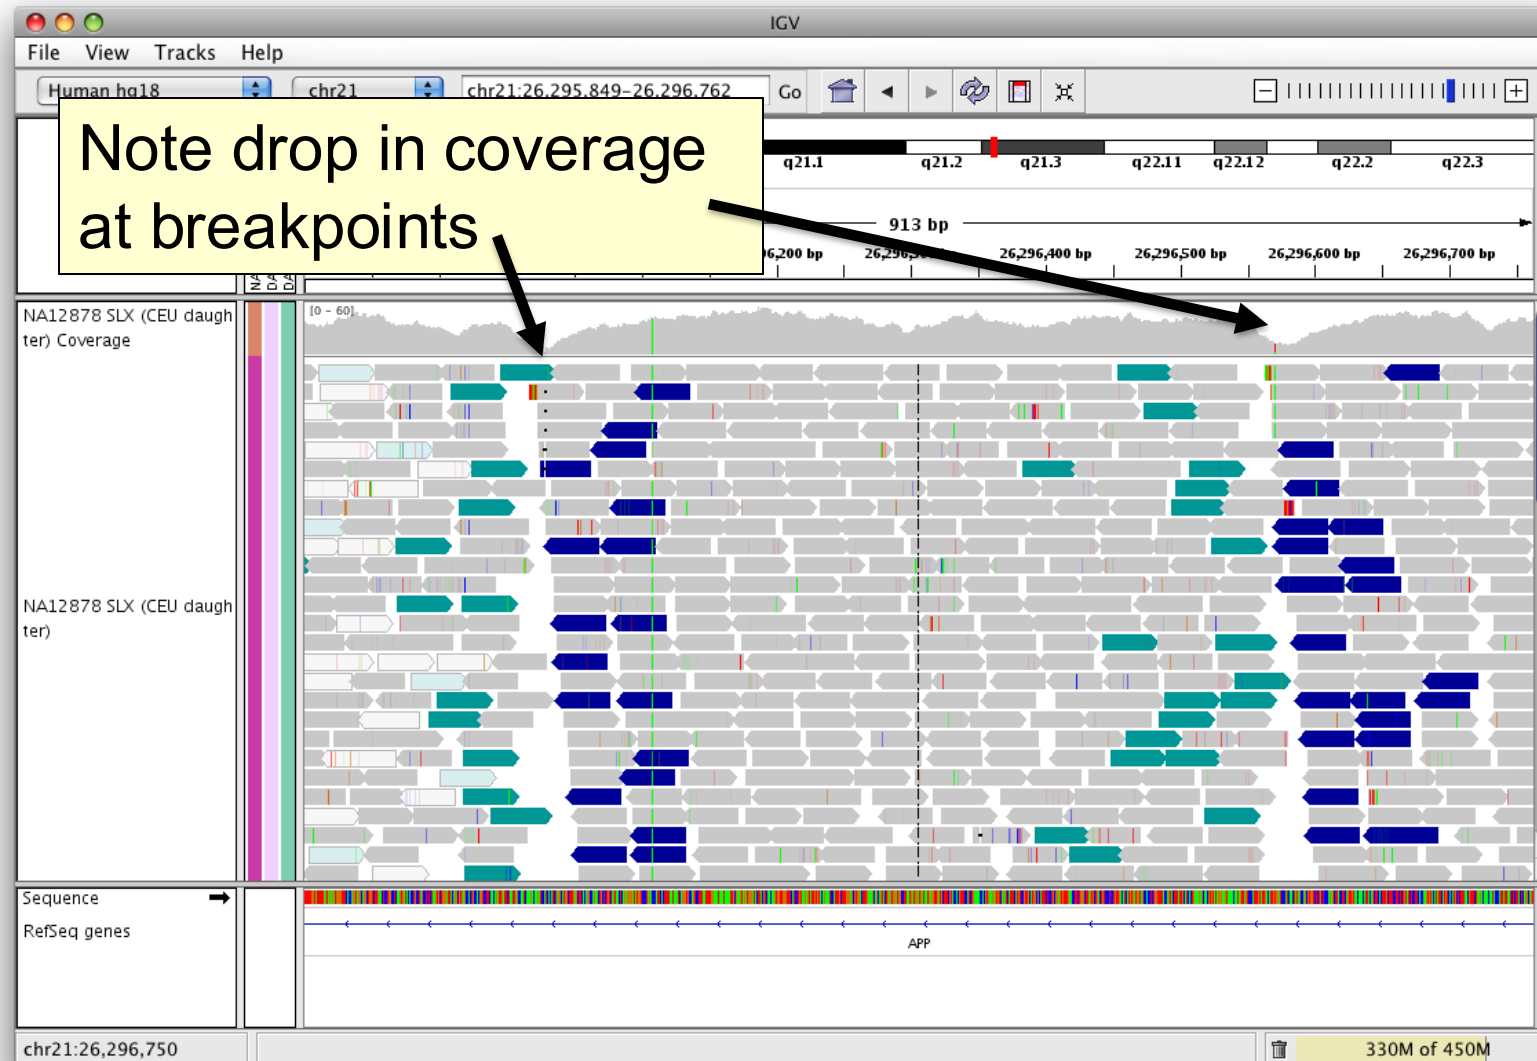 IGV
File View Tracks Help
Human hg18 chr21 chr21:26,295,849-26,296,762 Go
Note drop in coverage
at breakpoints
q21.1 q21.2 q21.3 q22.11 q22.12 q22.2 q22.3
913 bp
26,296,400 bp 26,296,500 bp 26,296,600 bp 26,296,700 bp
NA12878 SLX (CEU daugh
ter) Coverage
[0 - 60]
NA12878 SLX (CEU daugh
ter)
Sequence
RefSeq genes
APP
chr21:26,296,750
330M of 450M